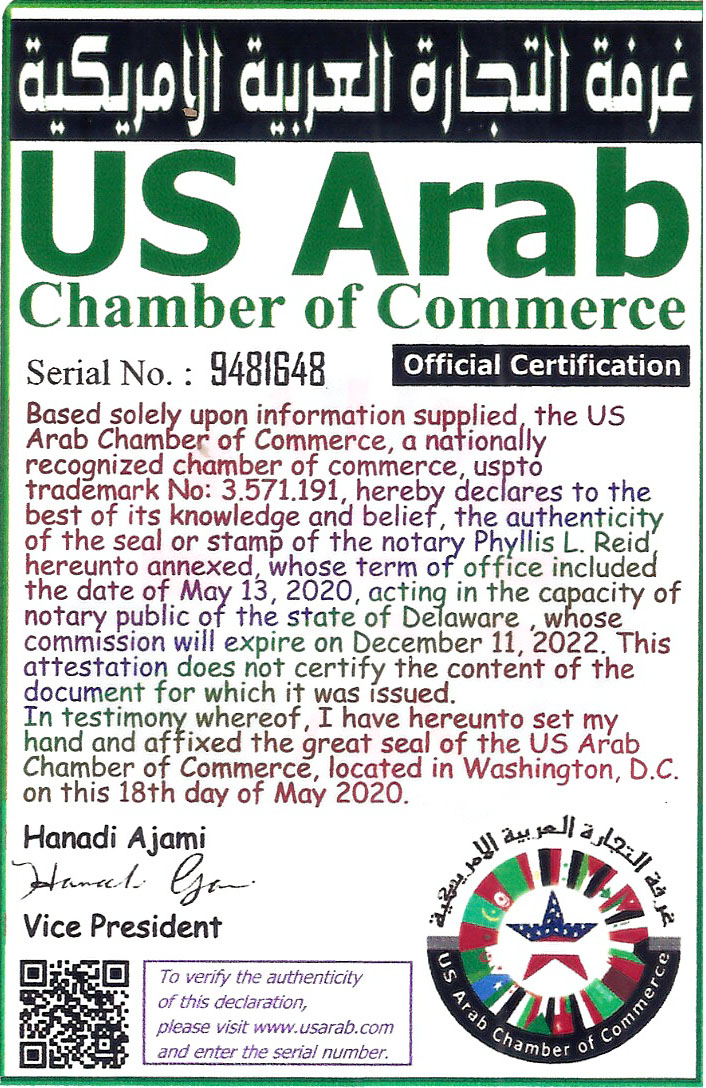 غرفة التجارة العربية الامريكية
US Arab
Chamber of Commerce
Serial No. : 9481648
Official Certification
Based solely upon information supplied, the US
Arab Chamber of Commerce, a nationally
recognized chamber of commerce, uspto
trademark No: 3.571.191, hereby declares to the
best of its knowledge and belief, the authenticity
of the seal or stamp of the notary Phyllis L. Reid,
hereunto annexed, whose term of office included
the date of May 13, 2020, acting in the capacity of
notary public of the state of Delaware , whose
commission will expire on December 11, 2022. This
attestation does not certify the content of the
document for which it was issued.
In testimony whereof, I have hereunto set my
hand and affixed the great seal of the US Arab
Chamber of Commerce, located in Washington, D.C.
on this 18th day of May 2020.
Hanadi Ajami
Vice President
غرفة التجارة العربية الامريكية
US Arab Chamber of Commerce
To verify the authenticity
of this declaration,
please visit www.usarab.com
and enter the serial number.